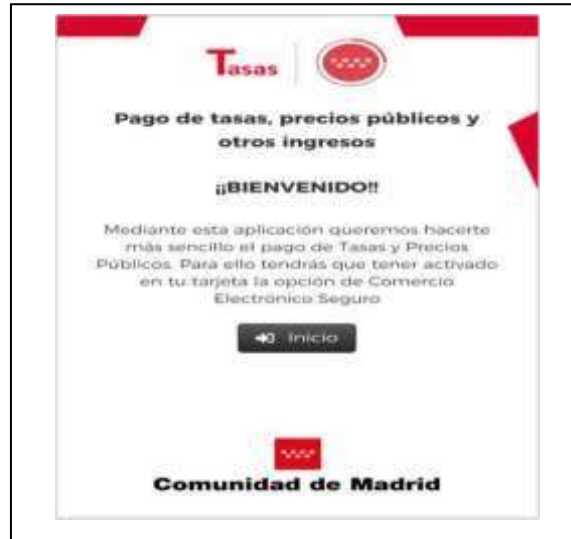 Tasas
Pago de tasas, precios públicos y
otros ingresos
¡¡BIENVENIDO!!
Mediante esta aplicación queremos hacerte
más sencillo el pago de Tasas y Precios
Públicos. Para ello tendrás que tener activado
en tu tarjeta la opción de Comercio
Electrónico Seguro
Inicio
Comunidad de Madrid